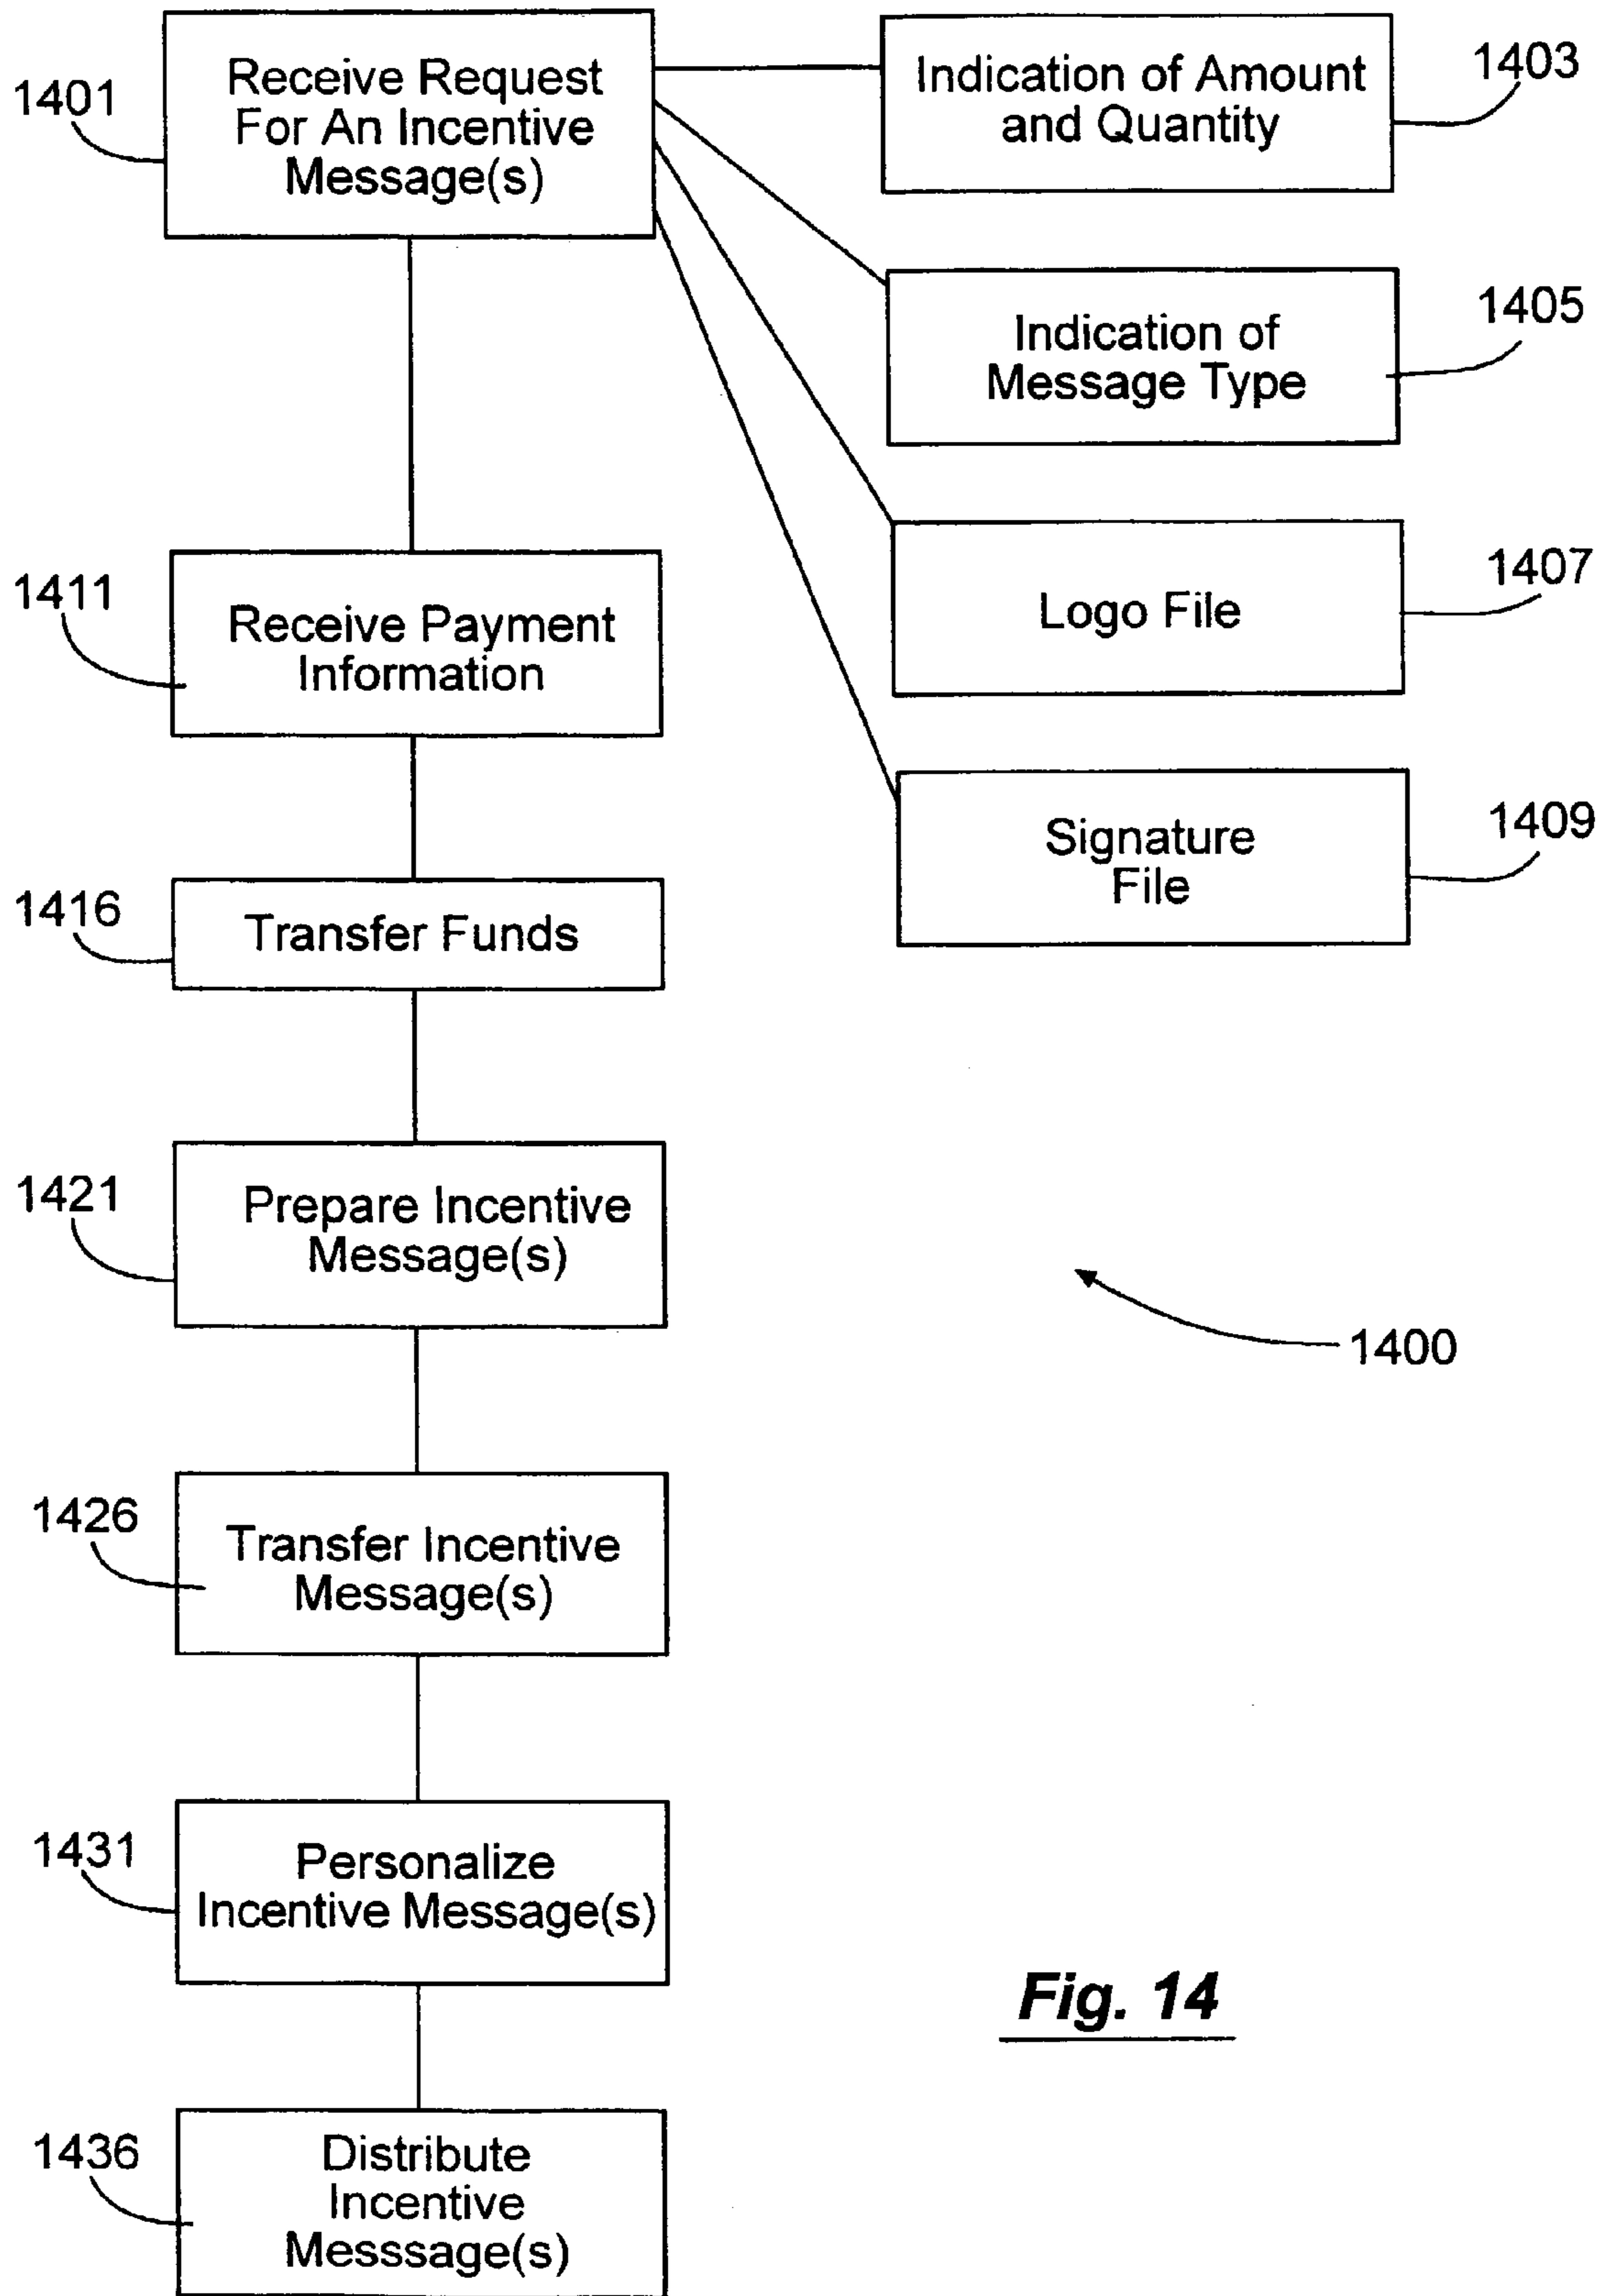 1401
Receive Request
For An Incentive
Message(s)
Indication of Amount
and Quantity
1403
Indication of
Message Type
1405
Logo File
1407
Signature
File
1409
1411
Receive Payment
Information
1416
Transfer Funds
1421
Prepare Incentive
Message(s)
1400
1426
Transfer Incentive
Message(s)
1431
Personalize
Incentive Message(s)
Fig. 14
1436
Distribute
Incentive
Messsage(s)